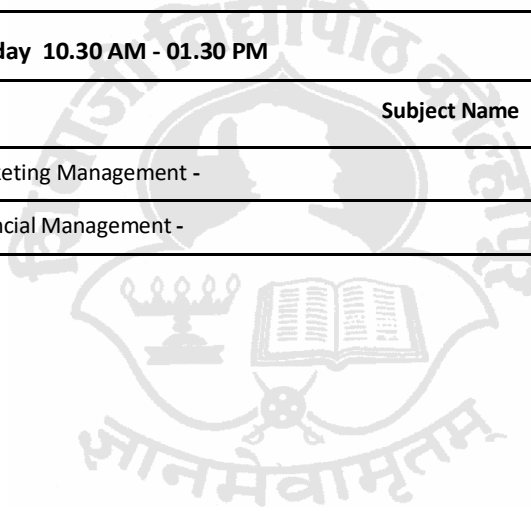 day 10.30 AM - 01.30 PM
Subject Name
eting Management -
ncial Management -
शिवाजी विद्यापीठ कोल्हापूर
ज्ञानमेवामृतम्